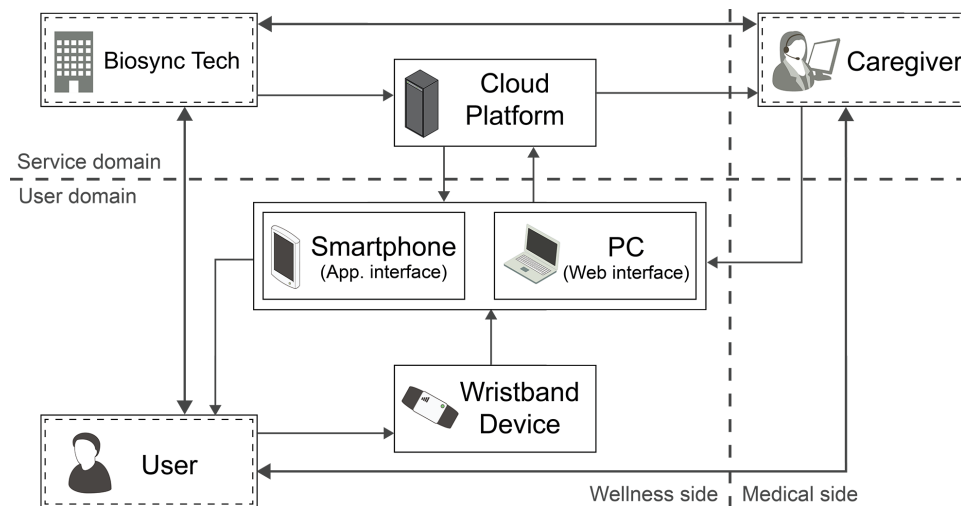 Biosync Tech
Caregiver
Cloud
Platform
Service domain
User domain
Smartphone
(App. interface)
PC
(Web interface)
Wristband
Device
User
Wellness side
Medical side